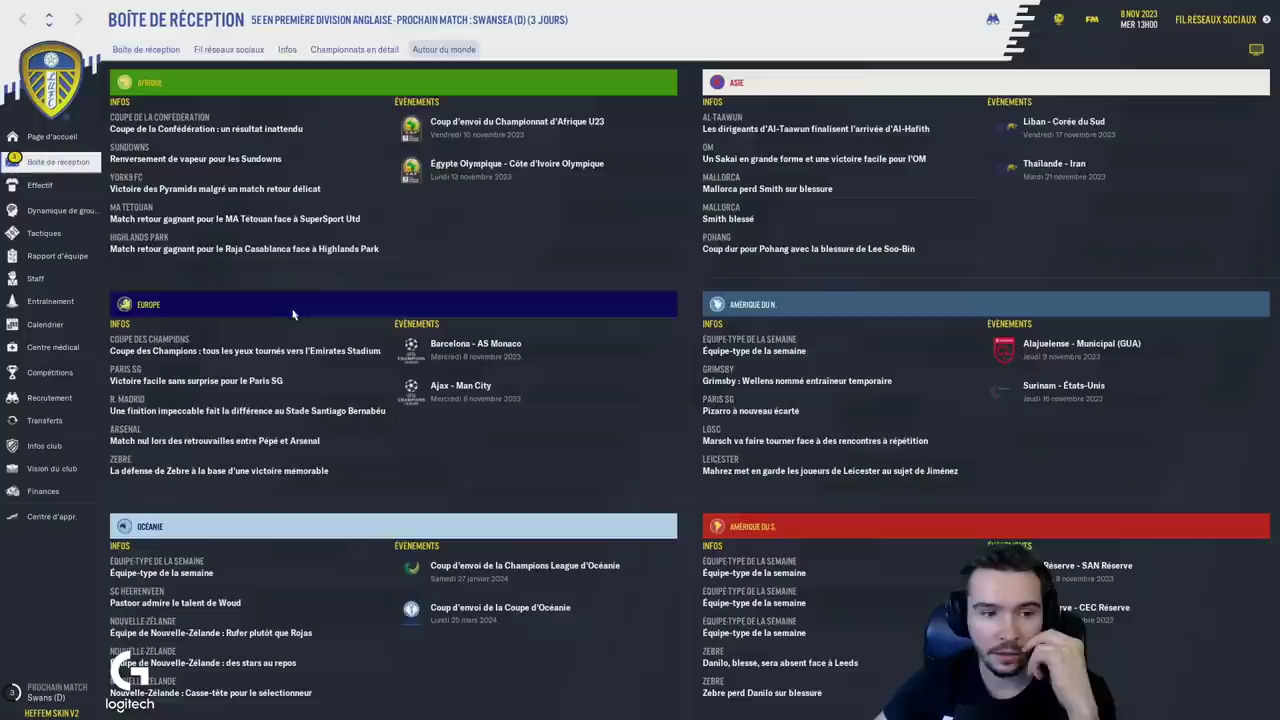 BOÎTE DE RÉCEPTION
5E EN PREMIÈRE DIVISION ANGLAISE - PROCHAIN MATCH : SWANSEA (D) (3 JOURS)
FM
8 NOV 2023
MER 13H00
FIL RÉSEAUX SOCIAUX
Boîte de réception
Fil réseaux sociaux
Infos
Championnats en détail
Autour du monde
Page d'accueil
3
Boîte de réception
Effectif
Dynamique de grou...
Tactiques
Rapport d'équipe
Staff
Entraînement
Calendrier
Centre médical
Compétitions
Recrutement
Transferts
Infos club
Vision du club
Finances
Centre d'appr.
3
PROCHAIN MATCH
Swans (D)
HEFFEM SKIN V2
AFRIQUE
INFOS
COUPE DE LA CONFÉDÉRATION
Coupe de la Confédération : un résultat inattendu
SUNDOWNS
Renversement de vapeur pour les Sundowns
YORK9 FC
Victoire des Pyramids malgré un match retour délicat
MA TETOUAN
Match retour gagnant pour le MA Tétouan face à SuperSport Utd
HIGHLANDS PARK
Match retour gagnant pour le Raja Casablanca face à Highlands Park
ÉVÈNEMENTS
Coup d'envoi du Championnat d'Afrique U23
Vendredi 10 novembre 2023
Égypte Olympique - Côte d'Ivoire Olympique
Lundi 13 novembre 2023
ASIE
INFOS
AL-TAAWUN
Les dirigeants d'Al-Taawun finalisent l'arrivée d'Al-Hafith
OM
Un Sakai en grande forme et une victoire facile pour l'OM
MALLORCA
Mallorca perd Smith sur blessure
MALLORCA
Smith blessé
POHANG
Coup dur pour Pohang avec la blessure de Lee Soo-Bin
ÉVÈNEMENTS
Liban - Corée du Sud
Vendredi 17 novembre 2023
Thaïlande - Iran
Mardi 21 novembre 2023
EUROPE
INFOS
COUPE DES CHAMPIONS
Coupe des Champions : tous les yeux tournés vers l'Emirates Stadium
PARIS SG
Victoire facile sans surprise pour le Paris SG
R. MADRID
Une finition impeccable fait la différence au Stade Santiago Bernabéu
ARSENAL
Match nul lors des retrouvailles entre Pépé et Arsenal
ZEBRE
La défense de Zebre à la base d'une victoire mémorable
ÉVÈNEMENTS
Barcelona - AS Monaco
Mercredi 8 novembre 2023
Ajax - Man City
Mercredi 8 novembre 2023
AMÉRIQUE DU N.
INFOS
ÉQUIPE-TYPE DE LA SEMAINE
Équipe-type de la semaine
GRIMSBY
Grimsby : Wellens nommé entraîneur temporaire
PARIS SG
Pizarro à nouveau écarté
LOSC
Marsch va faire tourner face à des rencontres à répétition
LEICESTER
Mahrez met en garde les joueurs de Leicester au sujet de Jiménez
ÉVÈNEMENTS
Alajuelense - Municipal (GUA)
Jeudi 9 novembre 2023
Surinam - États-Unis
Jeudi 16 novembre 2023
OCÉANIE
INFOS
ÉQUIPE-TYPE DE LA SEMAINE
Équipe-type de la semaine
SC HEERENVEEN
Pastoor admire le talent de Woud
NOUVELLE-ZÉLANDE
Équipe de Nouvelle-Zélande : Rufer plutôt que Rojas
NOUVELLE-ZÉLANDE
Équipe de Nouvelle-Zélande : des stars au repos
Nouvelle-Zélande : Casse-tête pour le sélectionneur
ÉVÈNEMENTS
Coup d'envoi de la Champions League d'Océanie
Samedi 27 janvier 2024
Coup d'envoi de la Coupe d'Océanie
Lundi 25 mars 2024
AMÉRIQUE DU S.
INFOS
ÉQUIPE-TYPE DE LA SEMAINE
Équipe-type de la semaine
ÉQUIPE-TYPE DE LA SEMAINE
Équipe-type de la semaine
ÉQUIPE-TYPE DE LA SEMAINE
Équipe-type de la semaine
ZEBRE
Danilo, blessé, sera absent face à Leeds
ZEBRE
Zebre perd Danilo sur blessure
Réserve - SAN Réserve
8 novembre 2023
- CEC Réserve
2023
logitech